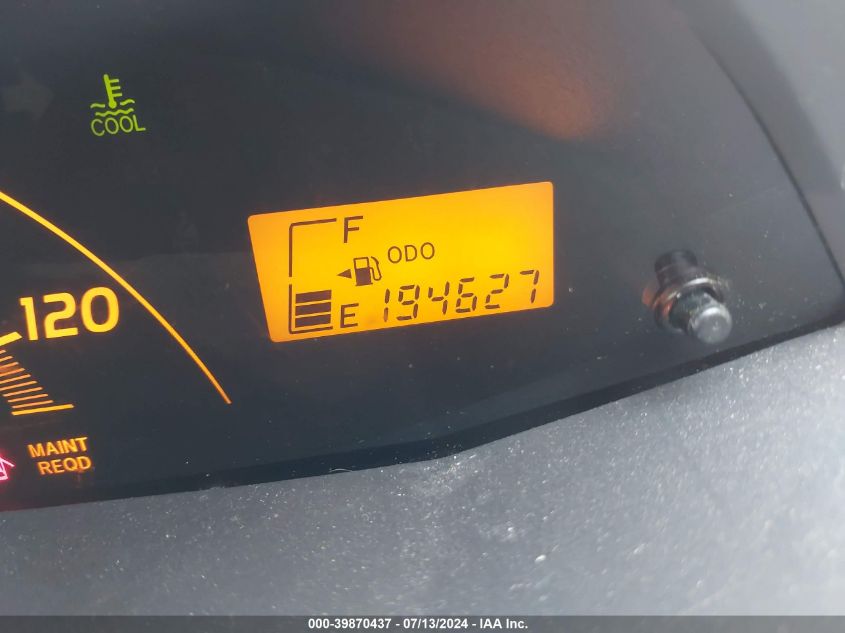 COOL
F
ODO
E 194627
120
MAINT
REQD
000-39870437 - 07/13/2024 - IAA Inc.